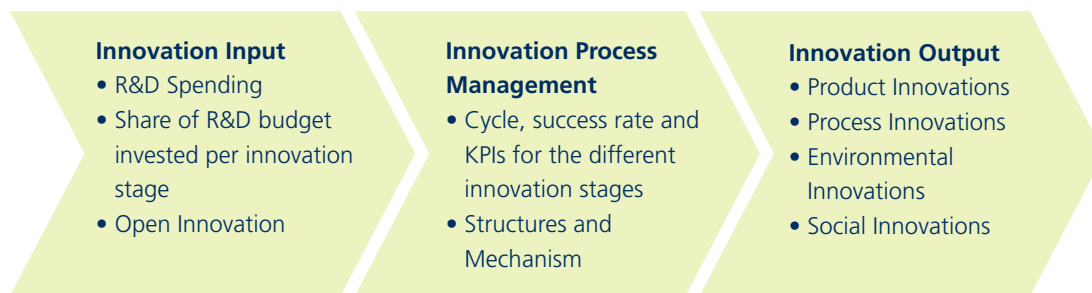 Innovation Input
• R&D Spending
• Share of R&D budget
invested per innovation
stage
• Open Innovation
Innovation Process
Management
• Cycle, success rate and
KPIs for the different
innovation stages
• Structures and
Mechanism
Innovation Output
• Product Innovations
• Process Innovations
• Environmental
Innovations
• Social Innovations